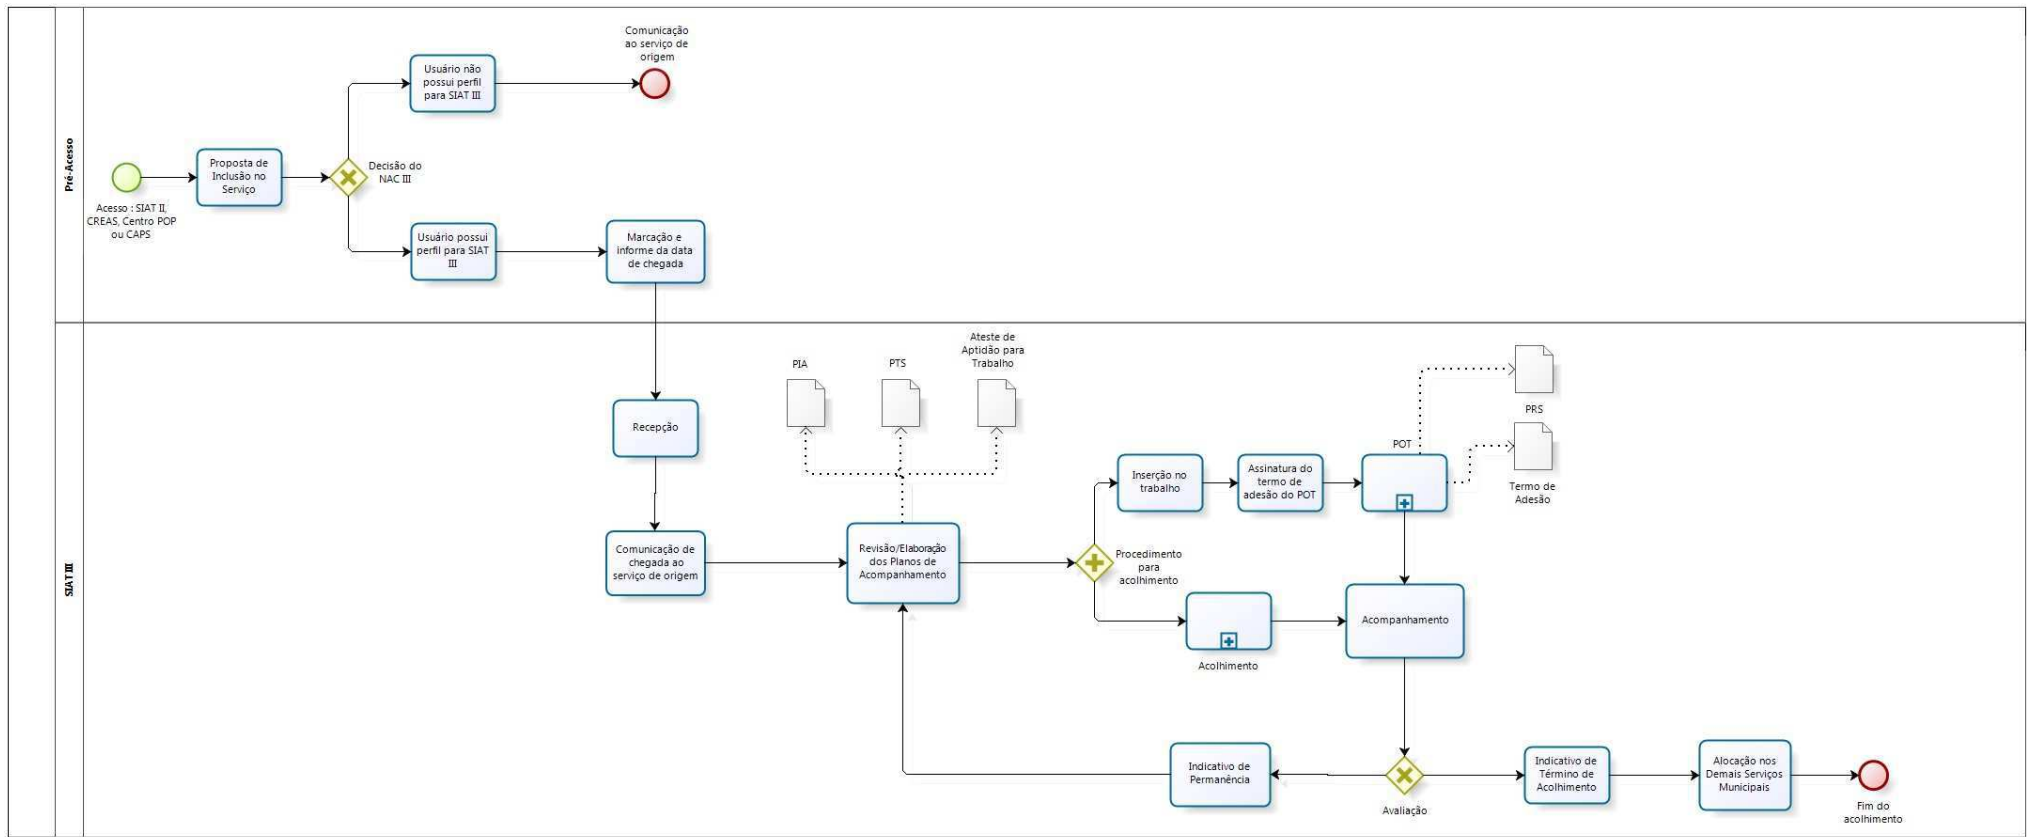 Pré-Acesso
Comunicação
ao serviço de
origem
Usuário não
possui perfil
para SIAT III
Proposta de
Inclusão no
Serviço
Decisão do
NAC III
Acesso : SIAT II,
CREAS, Centro POP
ou CAPS
Usuário possui
perfil para SIAT
III
Marcação e
informe da data
de chegada
SIAT III
Recepção
Comunicação de
chegada ao
serviço de origem
PIA
PTS
Ateste de
Aptidão para
Trabalho
Revisão/Elaboração
dos Planos de
Acompanhamento
Procedimento
para
acolhimento
Inserção no
trabalho
Assinatura do
termo de
adesão do POT
POT
PRS
Termo de
Adesão
Acolhimento
Acompanhamento
Indicativo de
Permanência
Avaliação
Indicativo de
Término de
Acolhimento
Alocação nos
Demais Serviços
Municipais
Fim do
acolhimento